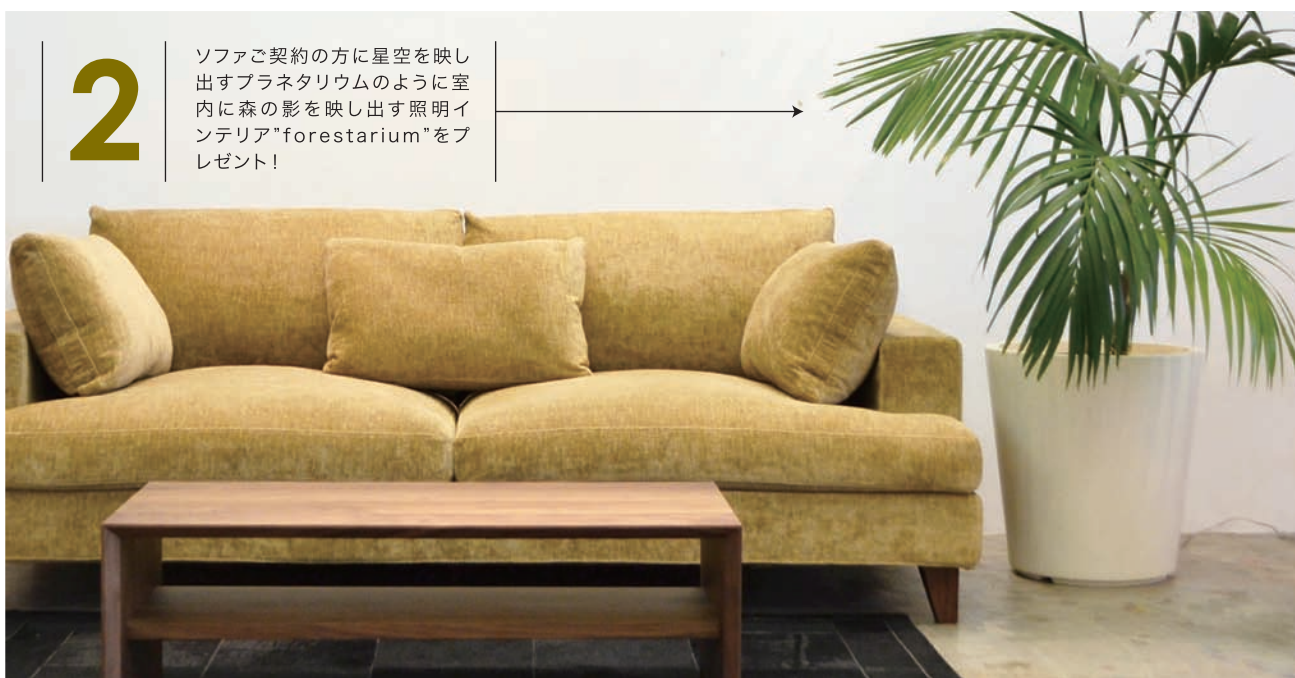 2
ソファご契約の方に星空を映し
出すプラネタリウムのように室
内に森の影を映し出す照明イ
ンテリア”forestarium”をプ
レゼント！